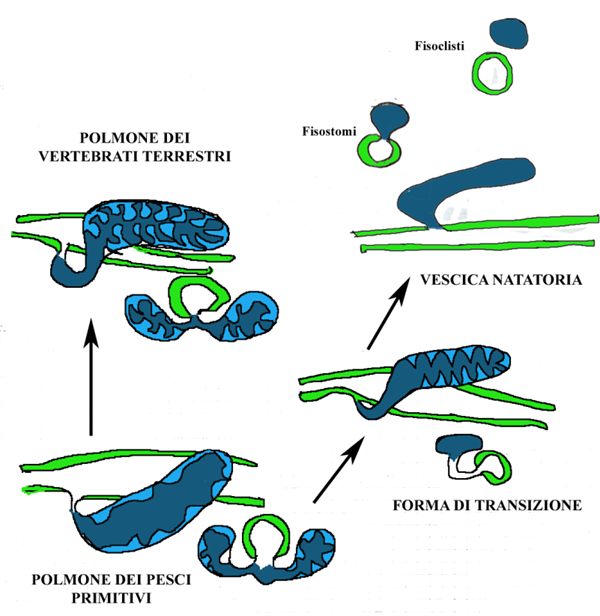 Fisoclisti
Fisostomi
POLMONE DEI
VERTEBRATI TERRESTRI
VESCICA NATATORIA
FORMA DI TRANSIZIONE
POLMONE DEI PESCI
PRIMITIVI